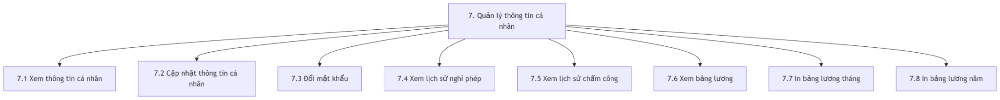 7. Quản lý thông tin cá
nhân
7.1 Xem thông tin cá nhân
7.2 Cập nhật thông tin cá
nhân
7.3 Đổi mật khẩu
7.4 Xem lịch sử nghỉ phép
7.5 Xem lịch sử chấm công
7.6 Xem bảng lương
7.7 In bảng lương tháng
7.8 In bảng lương năm